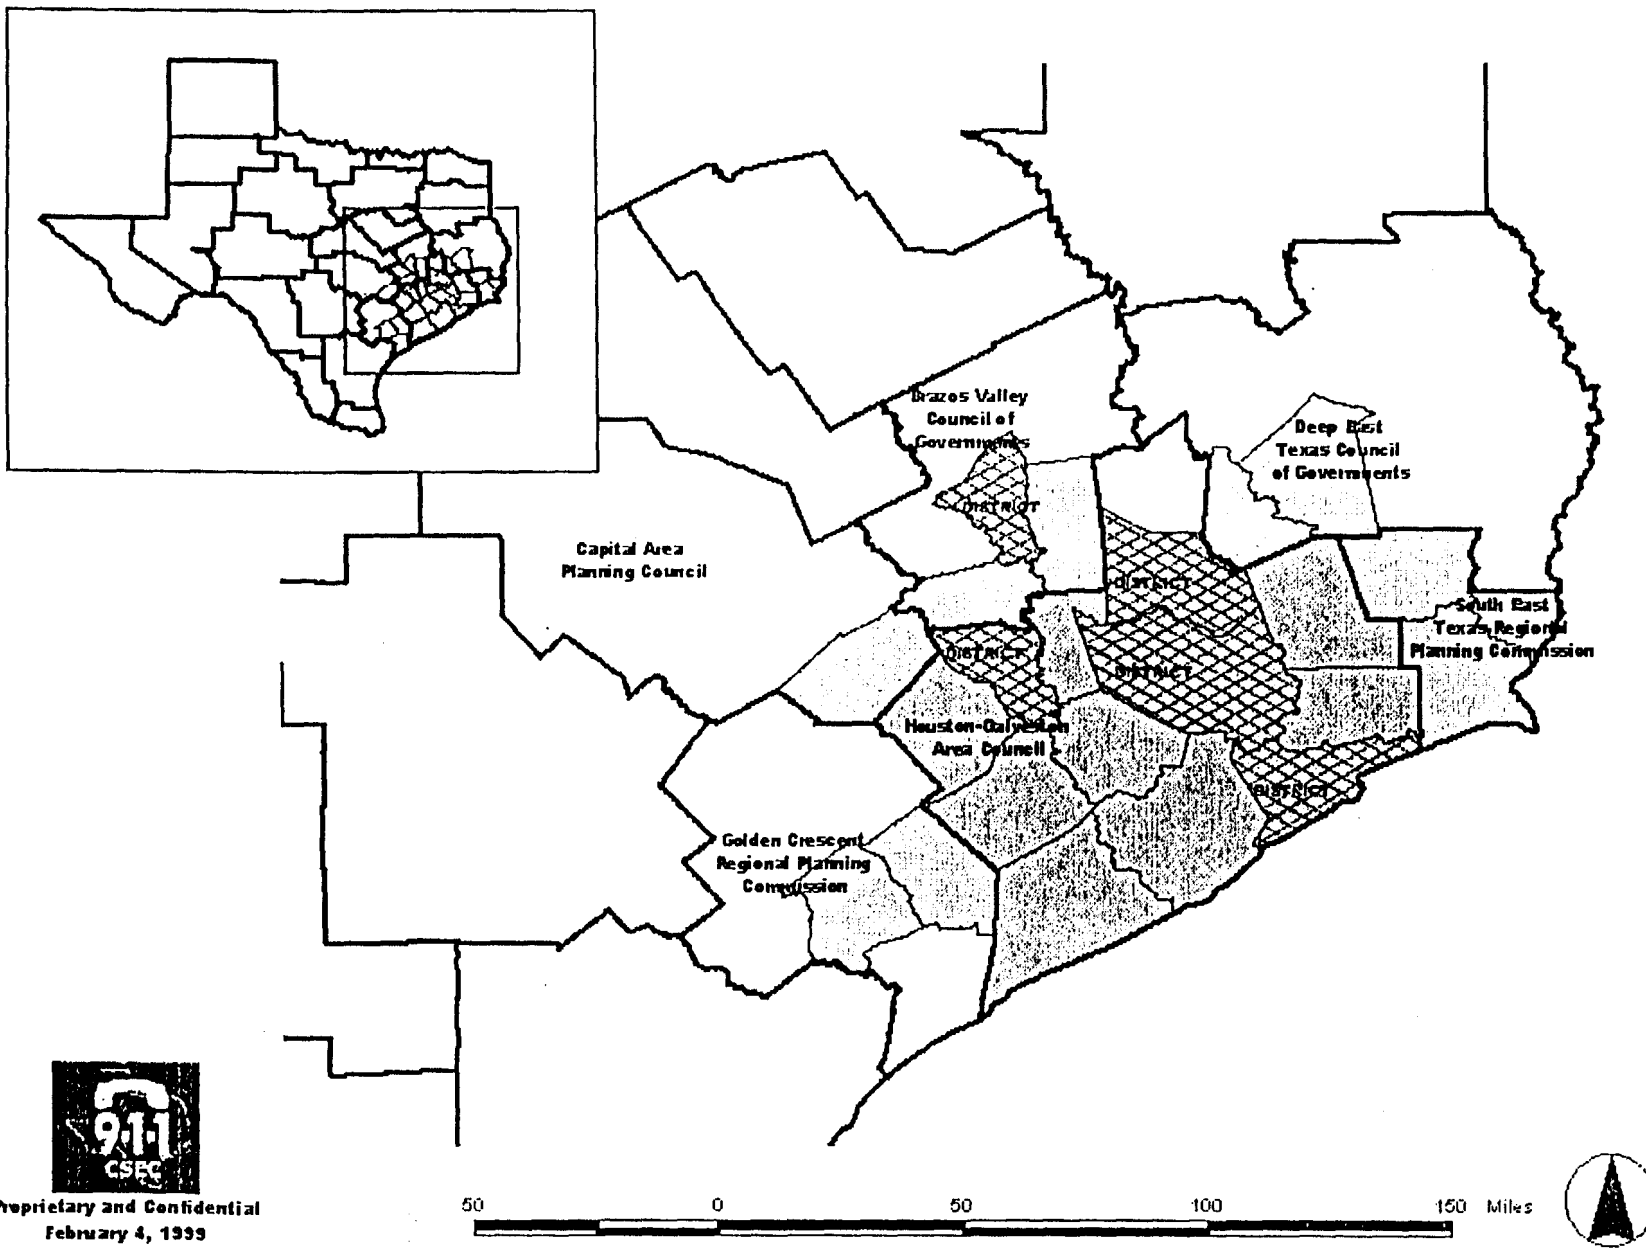 Brazos Valley
Council of
Governments
Deep East
Texas Council
of Governments
DISTRICT
Capital Area
Planning Council
DISTRICT
South East
Texas Regional
Planning Commission
DISTRICT
DISTRICT
Houston-Galveston
Area Council
DISTRICT
Golden Crescent
Regional Planning
Commission
9-1-1
CSEC
Proprietary and Confidential
February 4, 1999
50 0 50 100 150 Miles